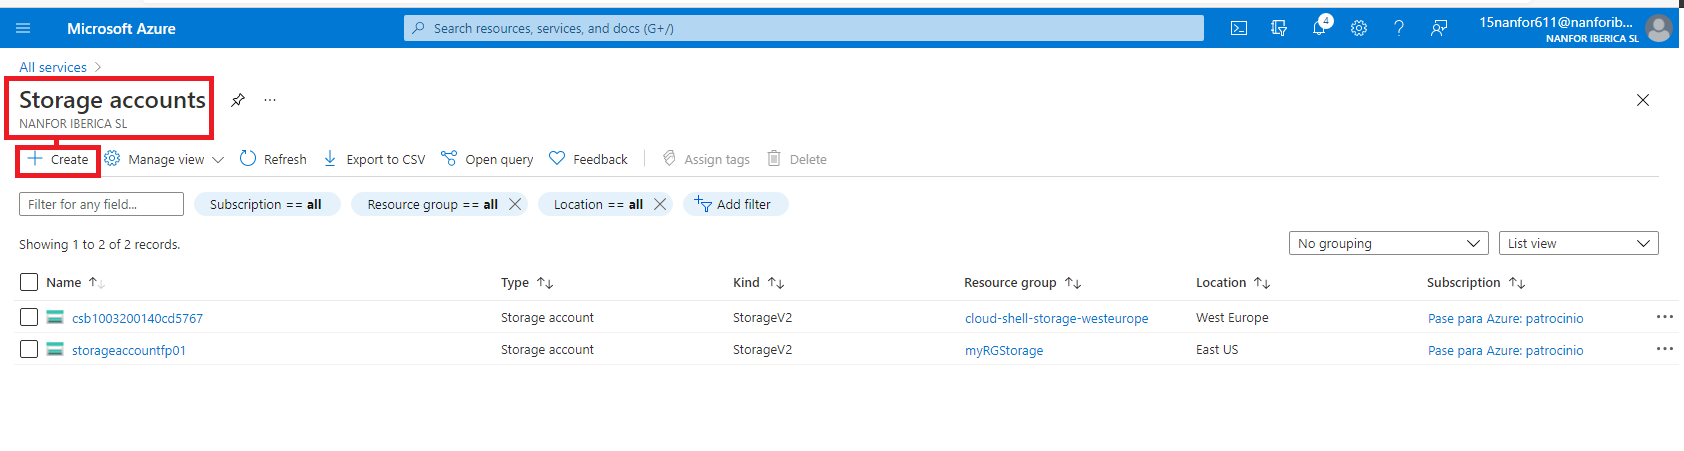 Microsoft Azure
Search resources, services, and docs (G+/)
4
15nanfor611@nanforib...
NANFOR IBERICA SL
All services
Storage accounts
...
NANFOR IBERICA SL
Create
Manage view
Refresh
Export to CSV
Open query
Feedback
Assign tags
Delete
Filter for any field...
Subscription == all
Resource group == all
Location == all
Add filter
Showing 1 to 2 of 2 records.
No grouping
List view
Name Type Kind Resource group Location Subscription
csb1003200140cd5767 Storage account StorageV2 cloud-shell-storage-westeurope West Europe Pase para Azure: patrocinio
storageaccountfp01 Storage account StorageV2 myRGStorage East US Pase para Azure: patrocinio